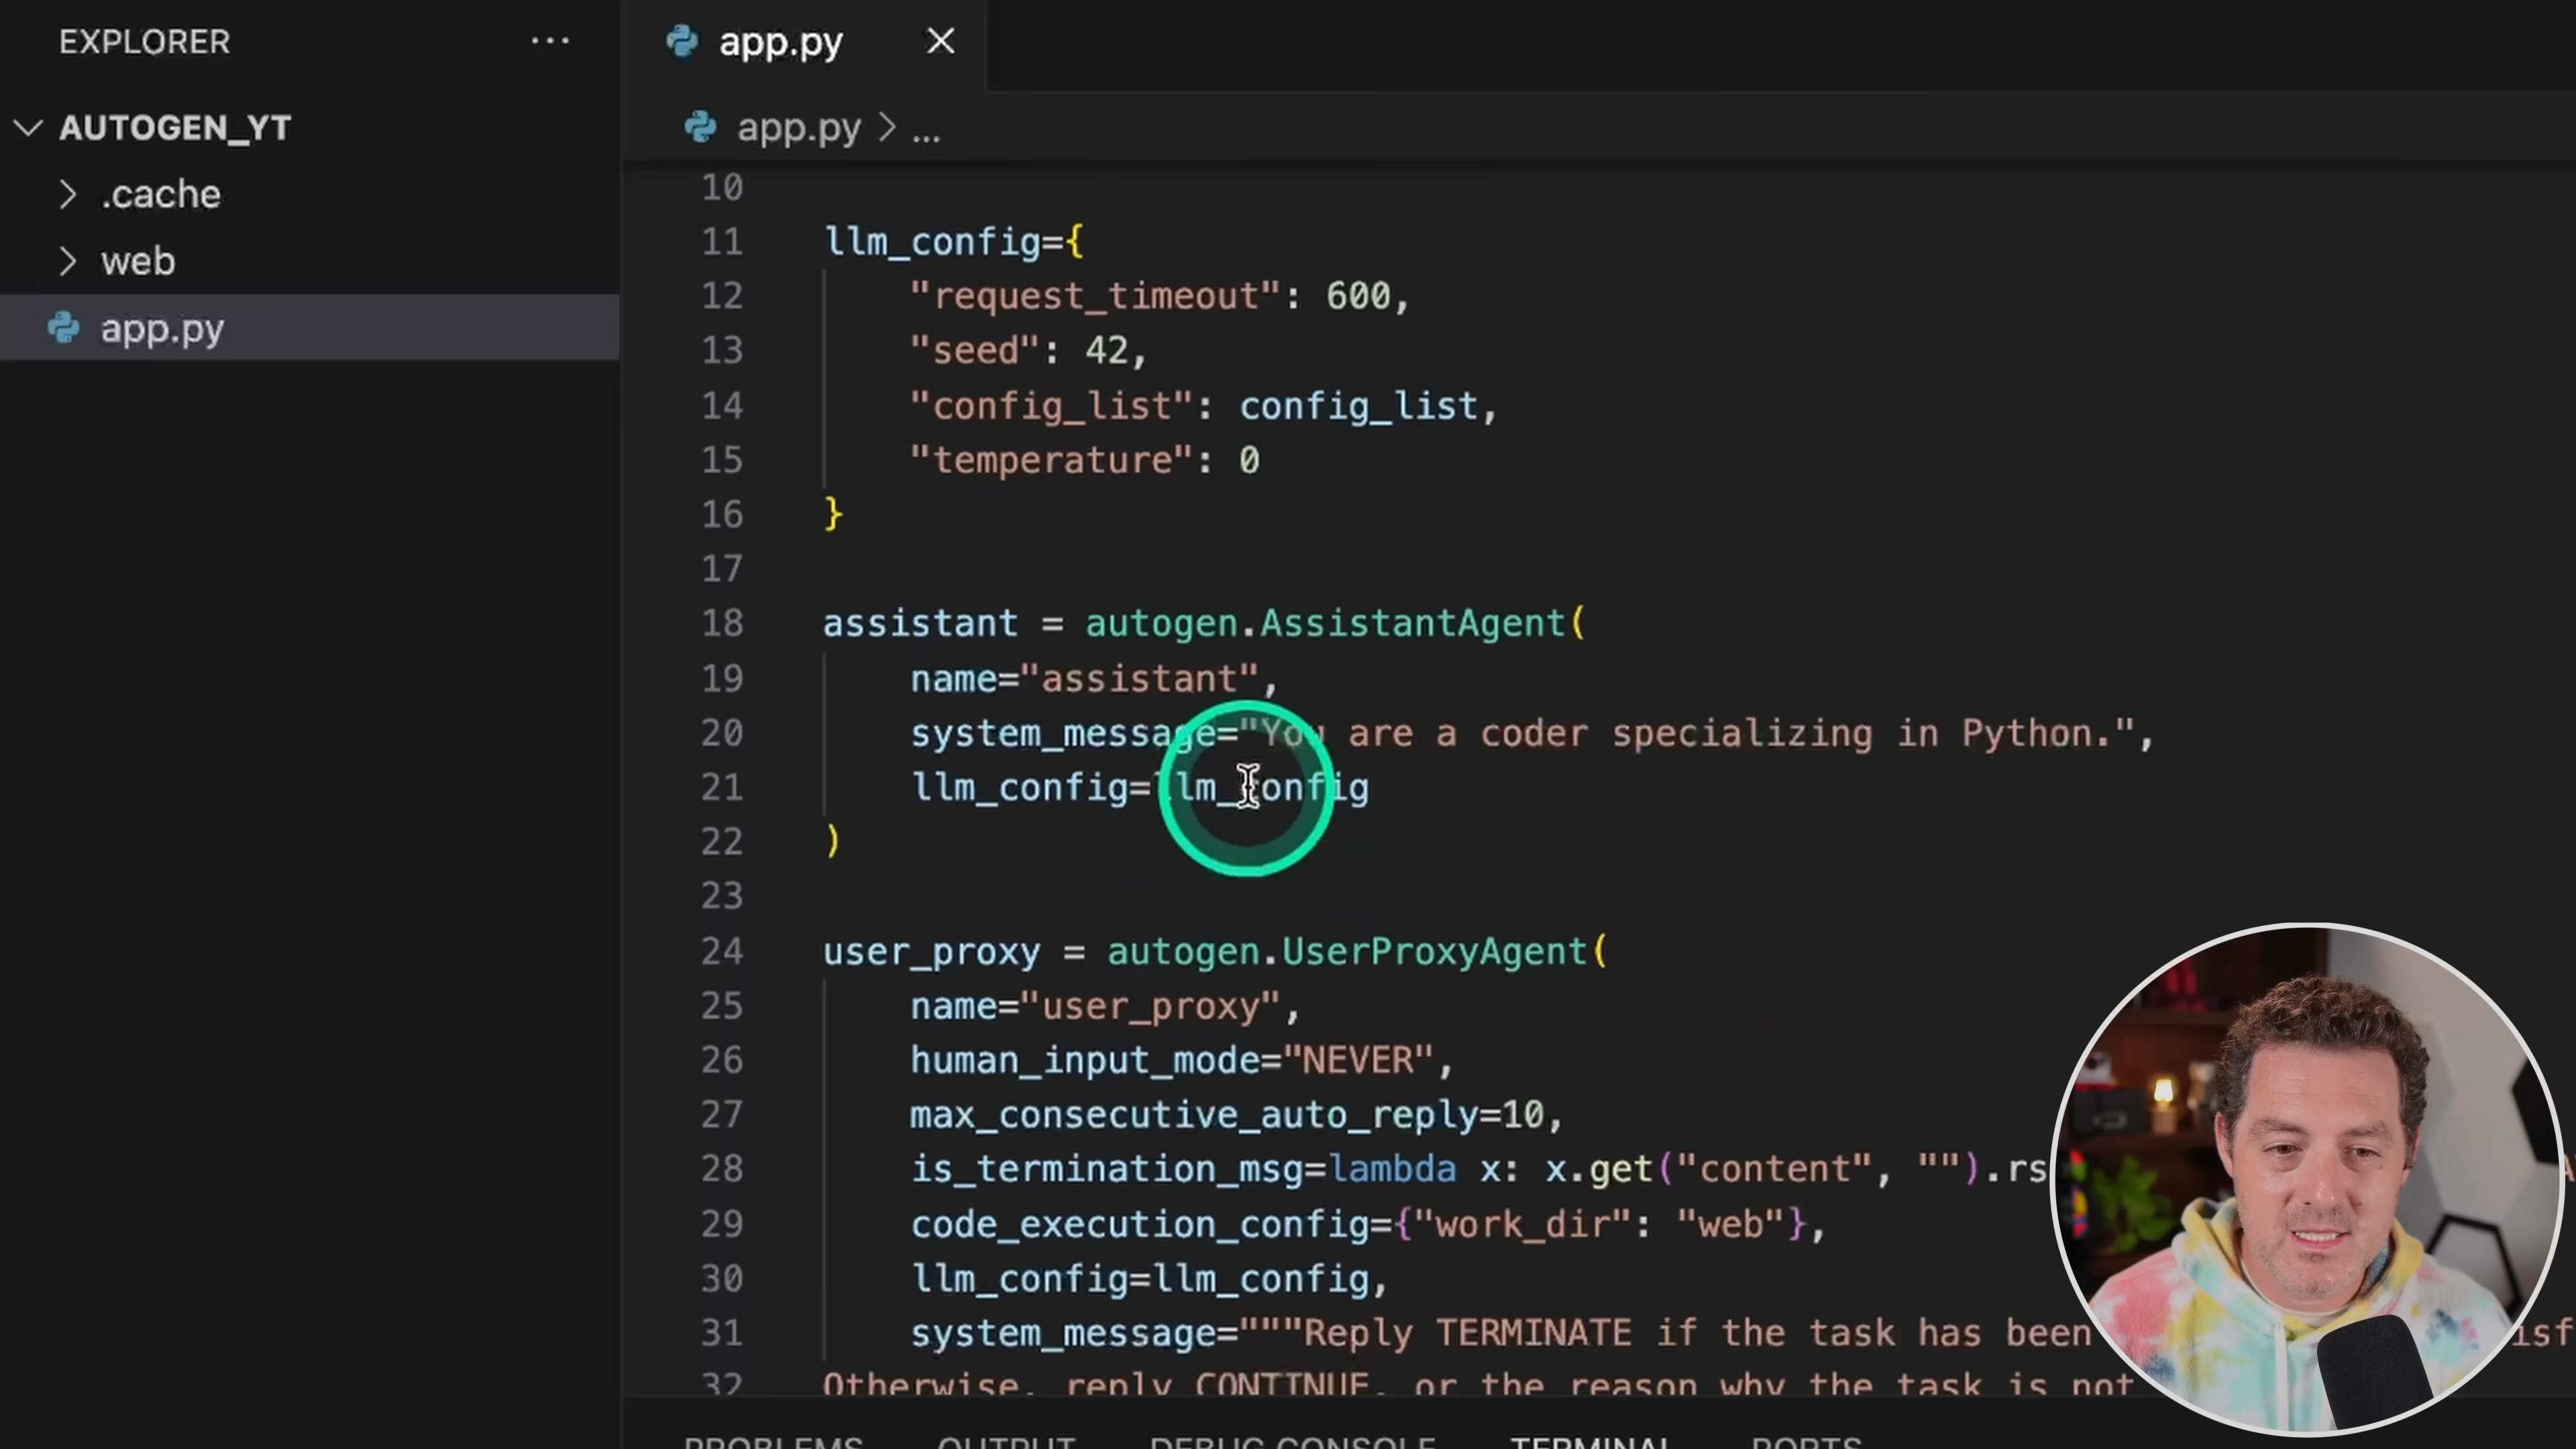 EXPLORER ...
AUTOGEN_YT
.cache
web
app.py
app.py
app.py > ...
10
11 llm_config={
12 "request_timeout": 600,
13 "seed": 42,
14 "config_list": config_list,
15 "temperature": 0
16 }
17
18 assistant = autogen.AssistantAgent(
19 name="assistant",
20 system_message="You are a coder specializing in Python.",
21 llm_config=llm_config
22 )
23
24 user_proxy = autogen.UserProxyAgent(
25 name="user_proxy",
26 human_input_mode="NEVER",
27 max_consecutive_auto_reply=10,
28 is_termination_msg=lambda x: x.get("content", "").rs
29 code_execution_config={"work_dir": "web"},
30 llm_config=llm_config,
31 system_message="""Reply TERMINATE if the task has been
32 Otherwise, reply CONTINUE, or the reason why the task is not
PROBLEMS OUTPUT DEBUG CONSOLE TERMINAL PORTS